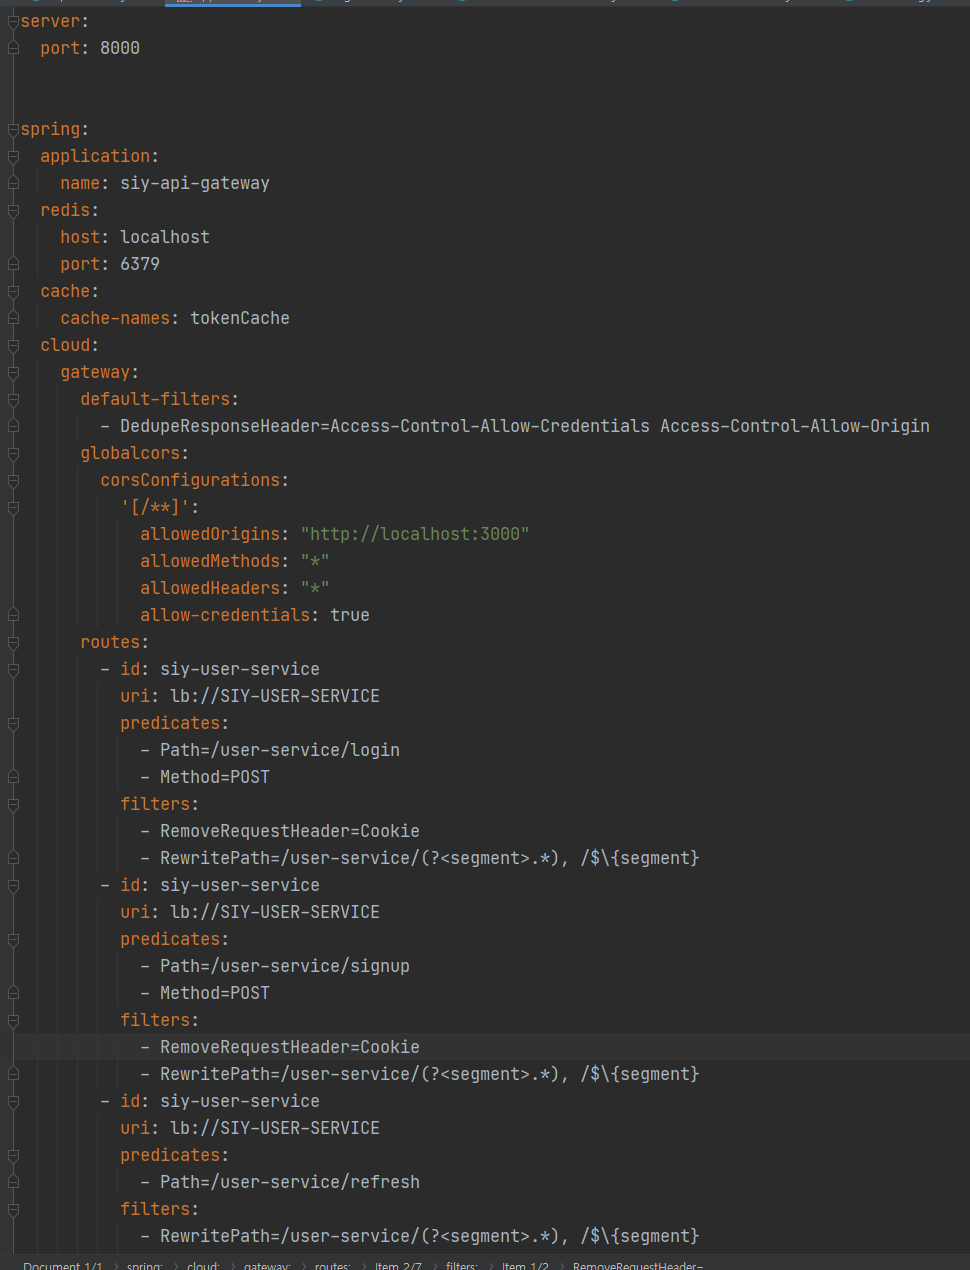 server:
  port: 8000
spring:
  application:
    name: siy-api-gateway
  redis:
    host: localhost
    port: 6379
  cache:
    cache-names: tokenCache
  cloud:
    gateway:
      default-filters:
        - DedupeResponseHeader=Access-Control-Allow-Credentials Access-Control-Allow-Origin
      globalcors:
        corsConfigurations:
          '[/**]':
            allowedOrigins: "http://localhost:3000"
            allowedMethods: "*"
            allowedHeaders: "*"
            allow-credentials: true
      routes:
        - id: siy-user-service
          uri: lb://SIY-USER-SERVICE
          predicates:
            - Path=/user-service/login
            - Method=POST
          filters:
            - RemoveRequestHeader=Cookie
            - RewritePath=/user-service/(?<segment>.*), /$\{segment}
        - id: siy-user-service
          uri: lb://SIY-USER-SERVICE
          predicates:
            - Path=/user-service/signup
            - Method=POST
          filters:
            - RemoveRequestHeader=Cookie
            - RewritePath=/user-service/(?<segment>.*), /$\{segment}
        - id: siy-user-service
          uri: lb://SIY-USER-SERVICE
          predicates:
            - Path=/user-service/refresh
          filters:
            - RewritePath=/user-service/(?<segment>.*), /$\{segment}
Document 1/1 > spring: > cloud: > gateway: > routes: > Item 2/7 > filters: > Item 1/2 > RemoveRequestHeader=